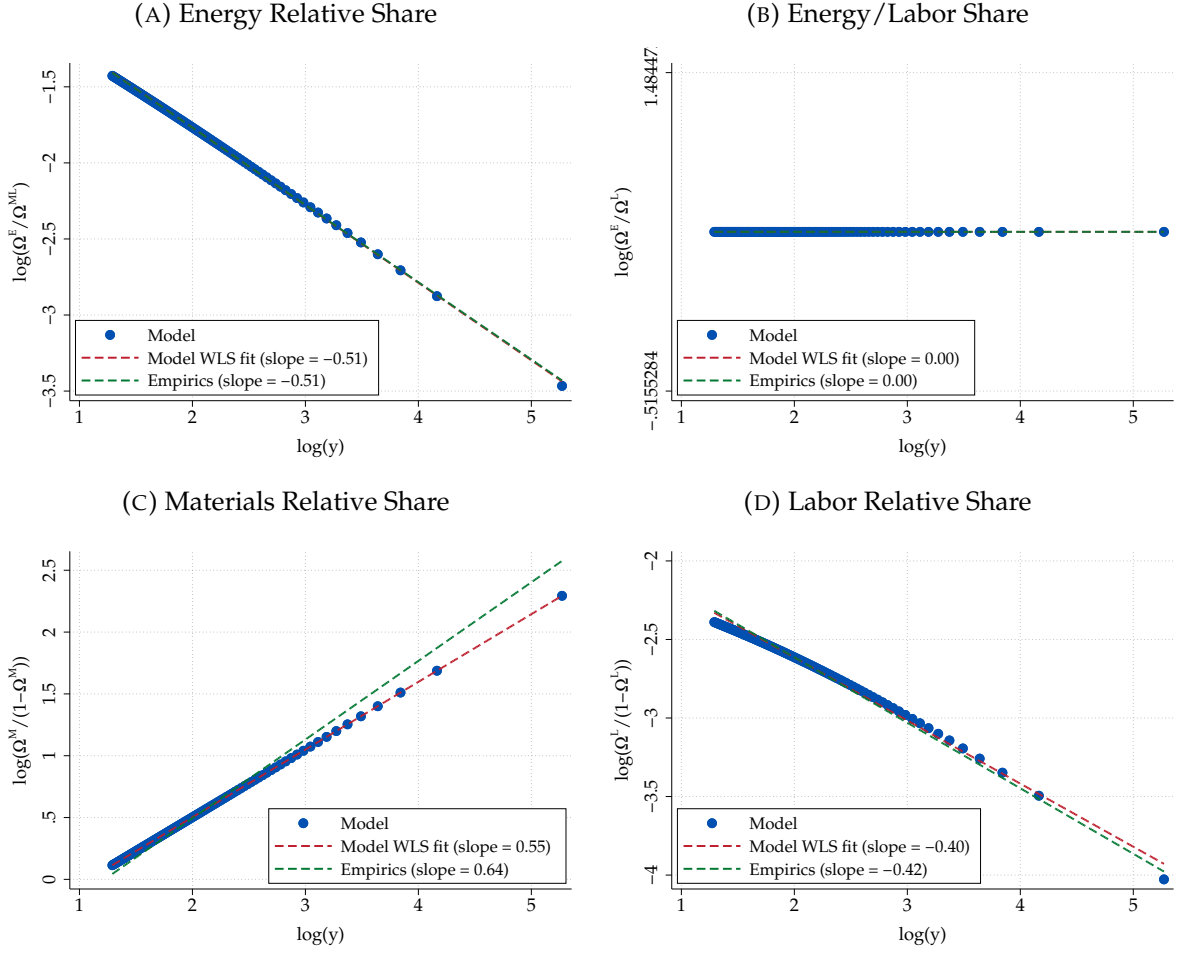 (A) Energy Relative Share
log(Ω^E/Ω^ML)
−1.5
−2
−2.5
−3
−3.5
Model
Model WLS fit (slope = −0.51)
Empirics (slope = −0.51)
1 2 3 4 5
log(y)
(B) Energy/Labor Share
log(Ω^E/Ω^L)
1.48447
−.5155284
Model
Model WLS fit (slope = 0.00)
Empirics (slope = 0.00)
1 2 3 4 5
log(y)
(C) Materials Relative Share
log(Ω^M/(1−Ω^M))
2.5
2
1.5
1
.5
0
Model
Model WLS fit (slope = 0.55)
Empirics (slope = 0.64)
1 2 3 4 5
log(y)
(D) Labor Relative Share
log(Ω^L/(1−Ω^L))
−2
−2.5
−3
−3.5
−4
Model
Model WLS fit (slope = −0.40)
Empirics (slope = −0.42)
1 2 3 4 5
log(y)